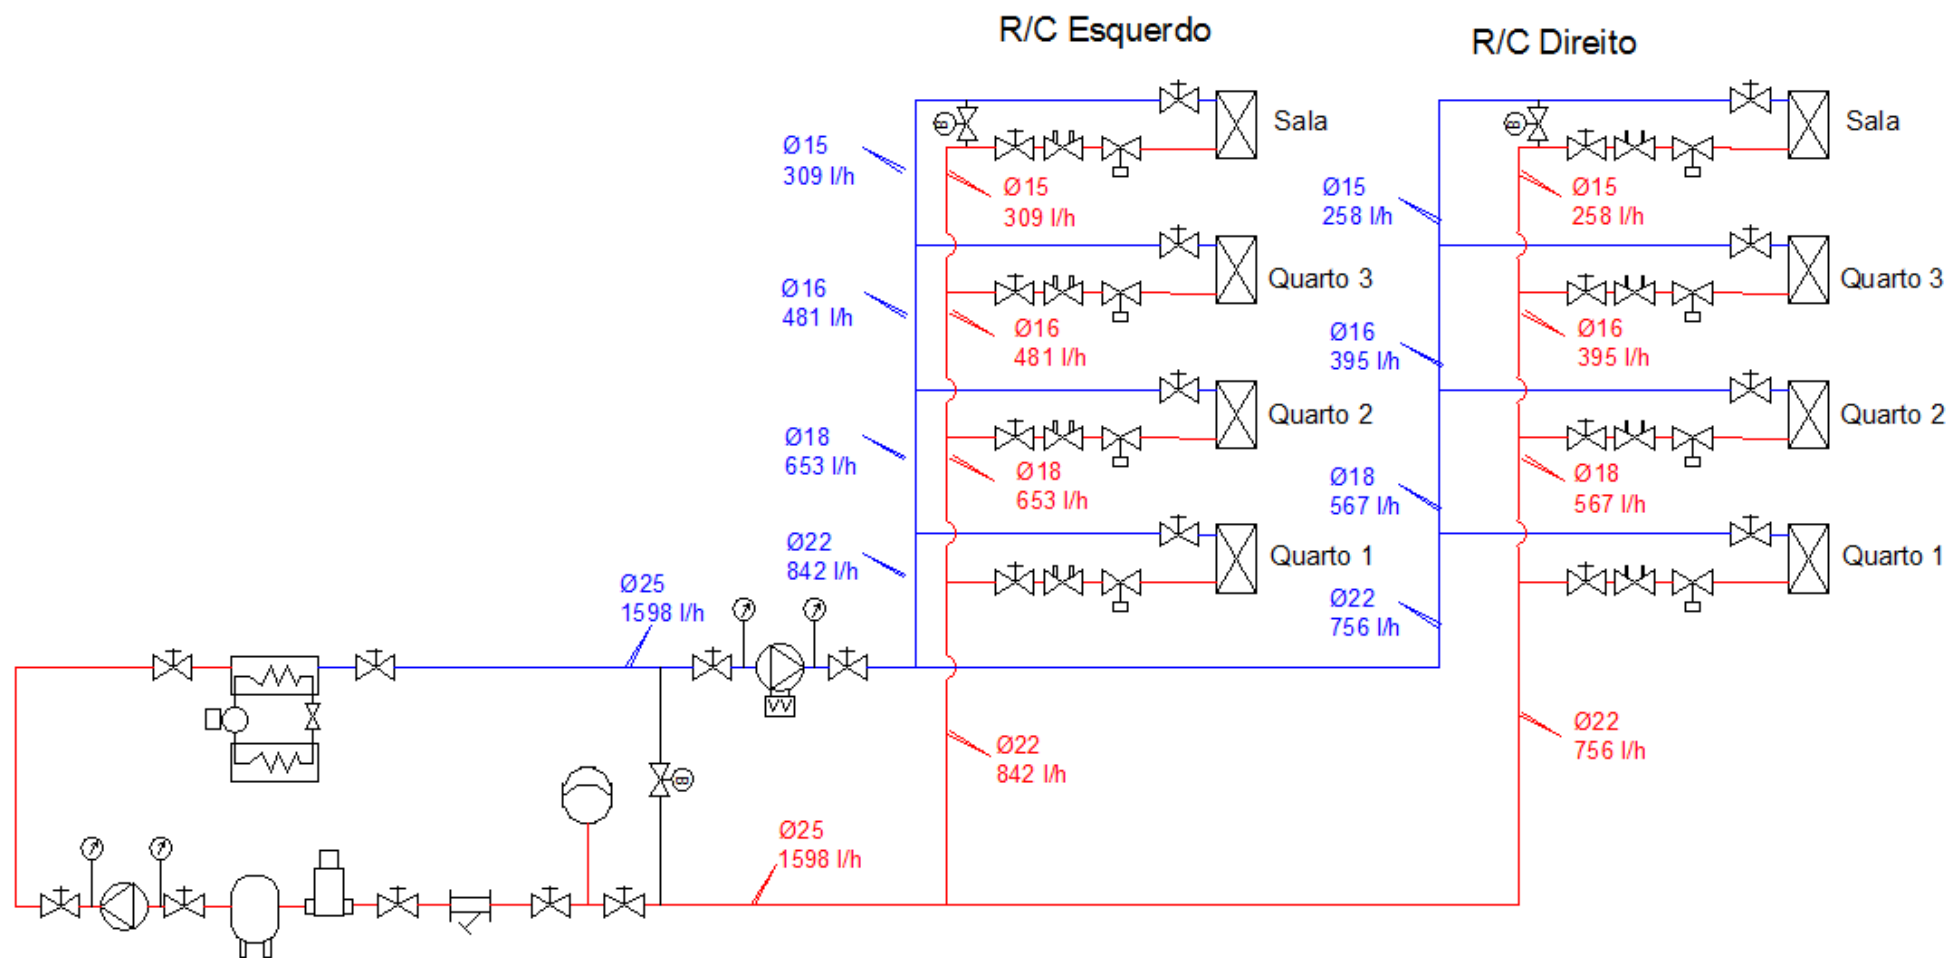 R/C Esquerdo
R/C Direito
Sala
Sala
B
B
Ø15
309 l/h
Ø15
309 l/h
Ø15
258 l/h
Ø15
258 l/h
Quarto 3
Quarto 3
Ø16
481 l/h
Ø16
481 l/h
Ø16
395 l/h
Ø16
395 l/h
Quarto 2
Quarto 2
Ø18
653 l/h
Ø18
653 l/h
Ø18
567 l/h
Ø18
567 l/h
Quarto 1
Quarto 1
Ø22
842 l/h
Ø25
1598 l/h
Ø22
756 l/h
Ø22
842 l/h
Ø22
756 l/h
B
Ø25
1598 l/h